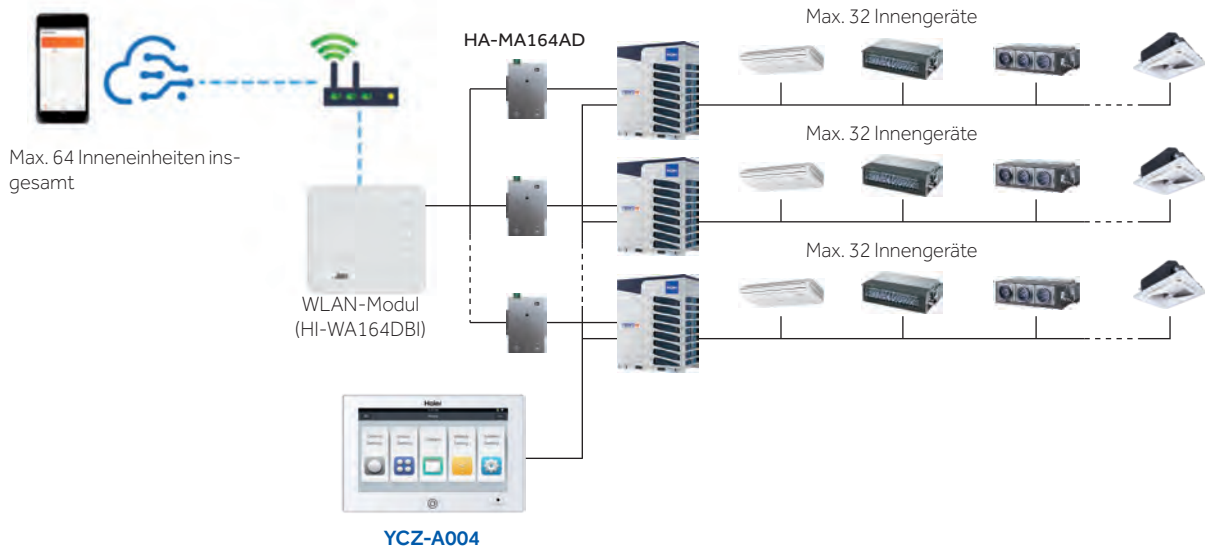 Max. 32 Innengeräte
HA-MA164AD
Max. 64 Inneneinheiten ins-
gesamt
Max. 32 Innengeräte
Max. 32 Innengeräte
WLAN-Modul
(HI-WA164DBI)
Haier
YCZ-A004